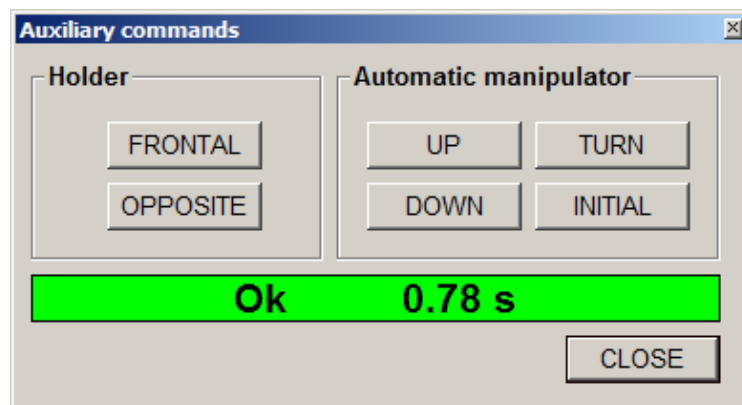 Auxiliary commands
Holder
FRONTAL
OPPOSITE
Automatic manipulator
UP TURN
DOWN INITIAL
Ok 0.78 s
CLOSE